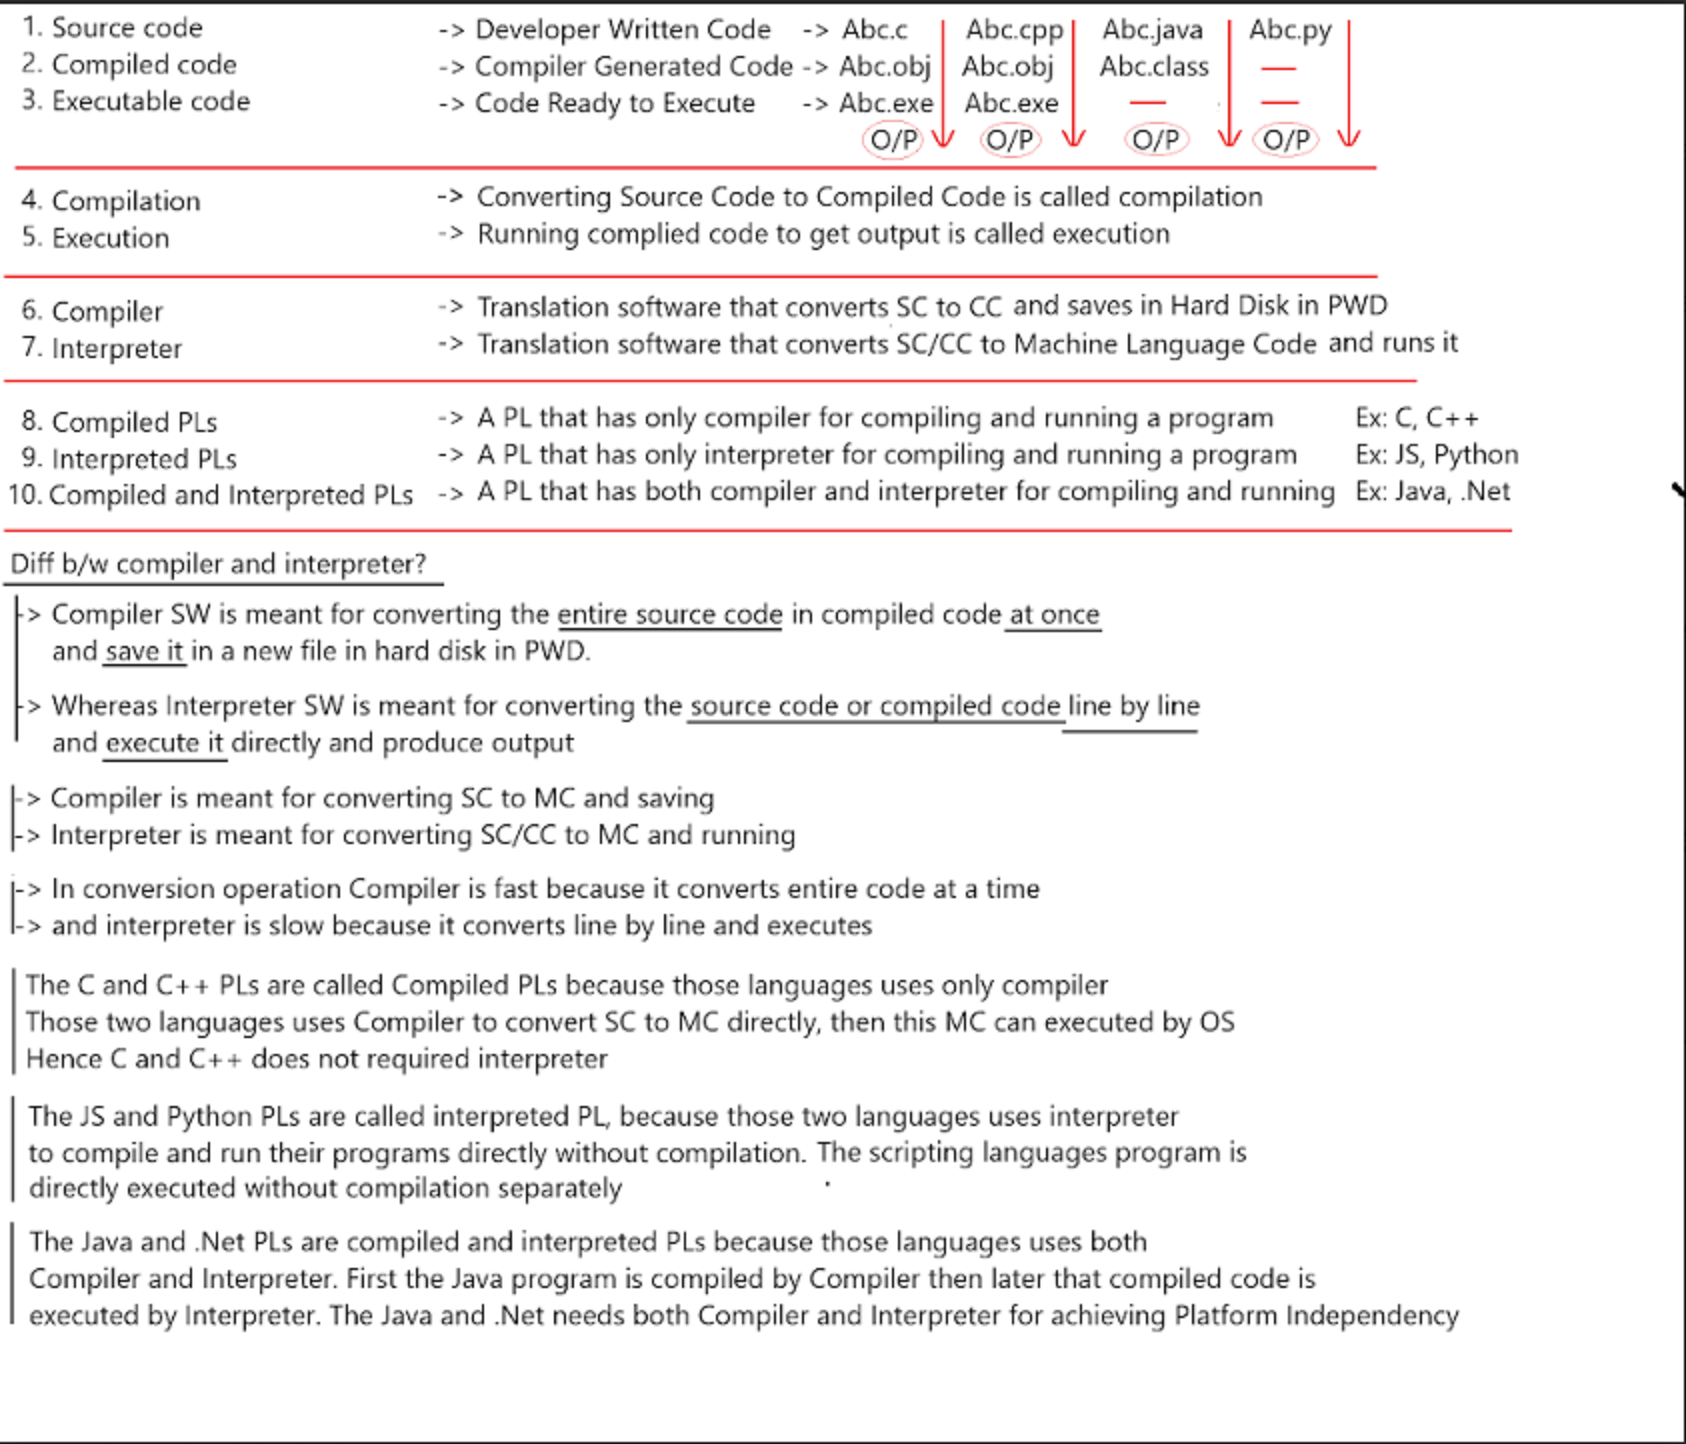 1. Source code -> Developer Written Code -> Abc.c Abc.cpp Abc.java Abc.py
2. Compiled code -> Compiler Generated Code -> Abc.obj Abc.obj Abc.class —
3. Executable code -> Code Ready to Execute -> Abc.exe Abc.exe — —
O/P O/P O/P O/P
4. Compilation -> Converting Source Code to Compiled Code is called compilation
5. Execution -> Running complied code to get output is called execution
6. Compiler -> Translation software that converts SC to CC and saves in Hard Disk in PWD
7. Interpreter -> Translation software that converts SC/CC to Machine Language Code and runs it
8. Compiled PLs -> A PL that has only compiler for compiling and running a program Ex: C, C++
9. Interpreted PLs -> A PL that has only interpreter for compiling and running a program Ex: JS, Python
10. Compiled and Interpreted PLs -> A PL that has both compiler and interpreter for compiling and running Ex: Java, .Net
Diff b/w compiler and interpreter?
-> Compiler SW is meant for converting the entire source code in compiled code at once
and save it in a new file in hard disk in PWD.
-> Whereas Interpreter SW is meant for converting the source code or compiled code line by line
and execute it directly and produce output
-> Compiler is meant for converting SC to MC and saving
-> Interpreter is meant for converting SC/CC to MC and running
-> In conversion operation Compiler is fast because it converts entire code at a time
-> and interpreter is slow because it converts line by line and executes
The C and C++ PLs are called Compiled PLs because those languages uses only compiler
Those two languages uses Compiler to convert SC to MC directly, then this MC can executed by OS
Hence C and C++ does not required interpreter
The JS and Python PLs are called interpreted PL, because those two languages uses interpreter
to compile and run their programs directly without compilation. The scripting languages program is
directly executed without compilation separately
The Java and .Net PLs are compiled and interpreted PLs because those languages uses both
Compiler and Interpreter. First the Java program is compiled by Compiler then later that compiled code is
executed by Interpreter. The Java and .Net needs both Compiler and Interpreter for achieving Platform Independency